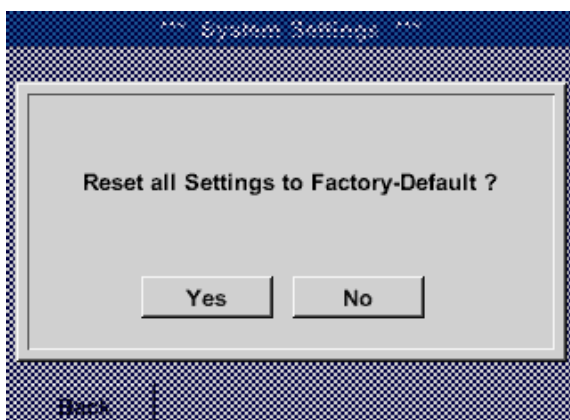 *** System Settings ***
Reset all Settings to Factory-Default ?
Yes No
Back